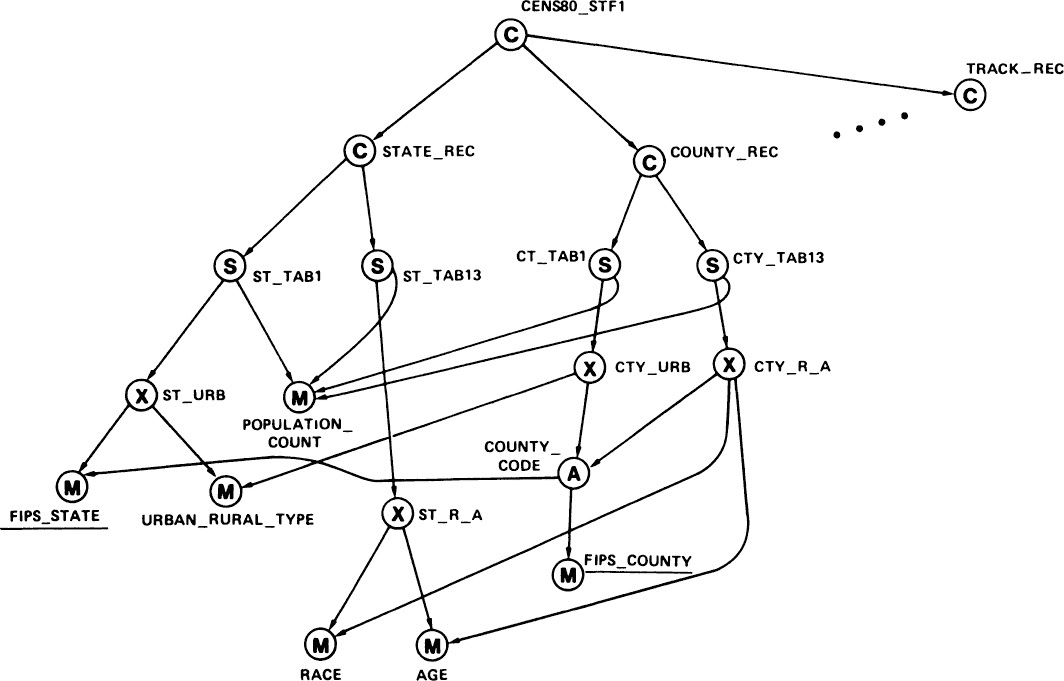 CENS80_STF1
C
TRACK_REC
C
C STATE_REC
C COUNTY_REC
S ST_TAB1
S ST_TAB13
CT_TAB1 S
S CTY_TAB13
X ST_URB
M
POPULATION_
COUNT
X CTY_URB
X CTY_R_A
COUNTY_
CODE
A
M
FIPS_STATE
M
URBAN_RURAL_TYPE
X ST_R_A
M FIPS_COUNTY
M
RACE
M
AGE